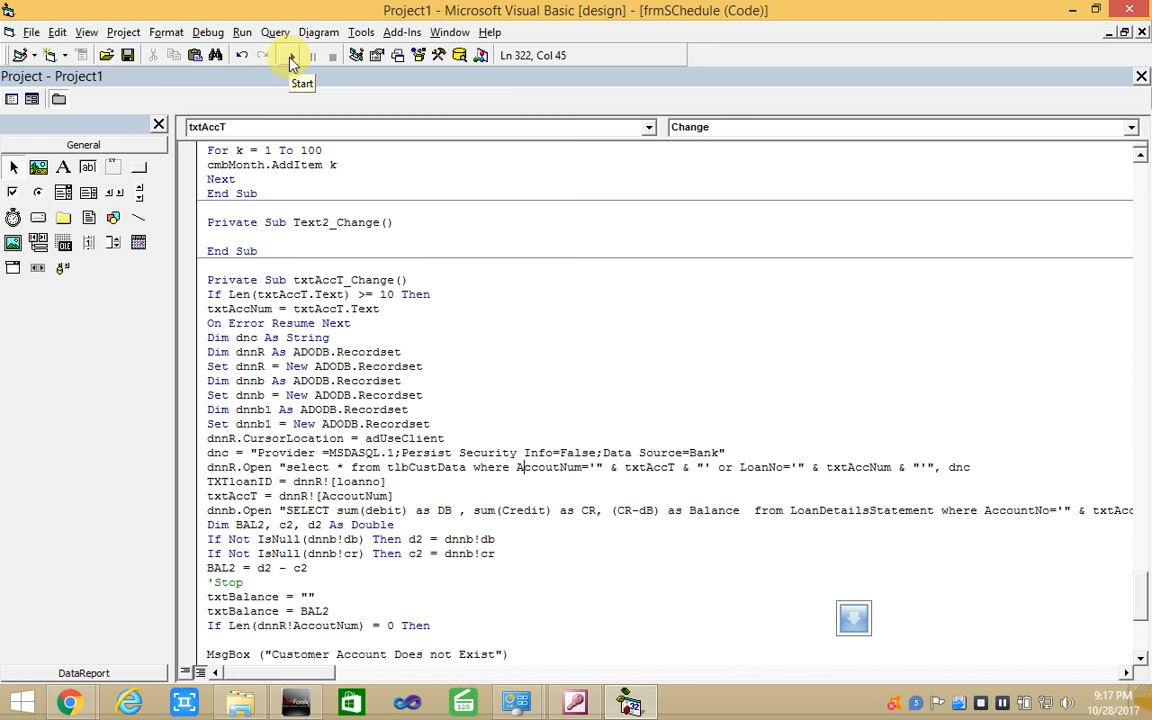 Project1 - Microsoft Visual Basic [design] - [frmSChedule (Code)]
File Edit View Project Format Debug Run Query Diagram Tools Add-Ins Window Help
Ln 322, Col 45
Start
Project - Project1
txtAccT
Change
General
For k = 1 To 100
cmbMonth.AddItem k
Next
End Sub
Private Sub Text2_Change()
End Sub
Private Sub txtAccT_Change()
If Len(txtAccT.Text) >= 10 Then
txtAccNum = txtAccT.Text
On Error Resume Next
Dim dnc As String
Dim dnnR As ADODB.Recordset
Set dnnR = New ADODB.Recordset
Dim dnnb As ADODB.Recordset
Set dnnb = New ADODB.Recordset
Dim dnnb1 As ADODB.Recordset
Set dnnb1 = New ADODB.Recordset
dnnR.CursorLocation = adUseClient
dnc = "Provider =MSDASQL.1;Persist Security Info=False;Data Source=Bank"
dnnR.Open "select * from tlbCustData where AccoutNum='" & txtAccT & "' or LoanNo='" & txtAccNum & "'", dnc
TXTloanID = dnnR![loanno]
txtAccT = dnnR![AccoutNum]
dnnb.Open "SELECT sum(debit) as DB , sum(Credit) as CR, (CR-dB) as Balance  from LoanDetailsStatement where AccountNo='" & txtAcc
Dim BAL2, c2, d2 As Double
If Not IsNull(dnnb!db) Then d2 = dnnb!db
If Not IsNull(dnnb!cr) Then c2 = dnnb!cr
BAL2 = d2 - c2
'Stop
txtBalance = ""
txtBalance = BAL2
If Len(dnnR!AccoutNum) = 0 Then
MsgBox ("Customer Account Does not Exist")
DataReport
9:17 PM
10/28/2017